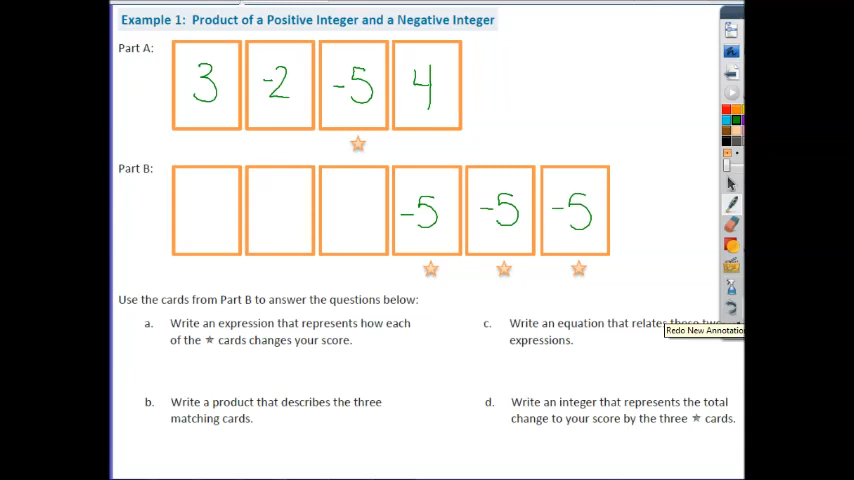 Example 1: Product of a Positive Integer and a Negative Integer
Part A:
3 -2 -5 4
Part B:
-5 -5 -5
Use the cards from Part B to answer the questions below:
a. Write an expression that represents how each
of the ★ cards changes your score.
c. Write an equation that relates these two
expressions.
Redo New Annotation
b. Write a product that describes the three
matching cards.
d. Write an integer that represents the total
change to your score by the three ★ cards.